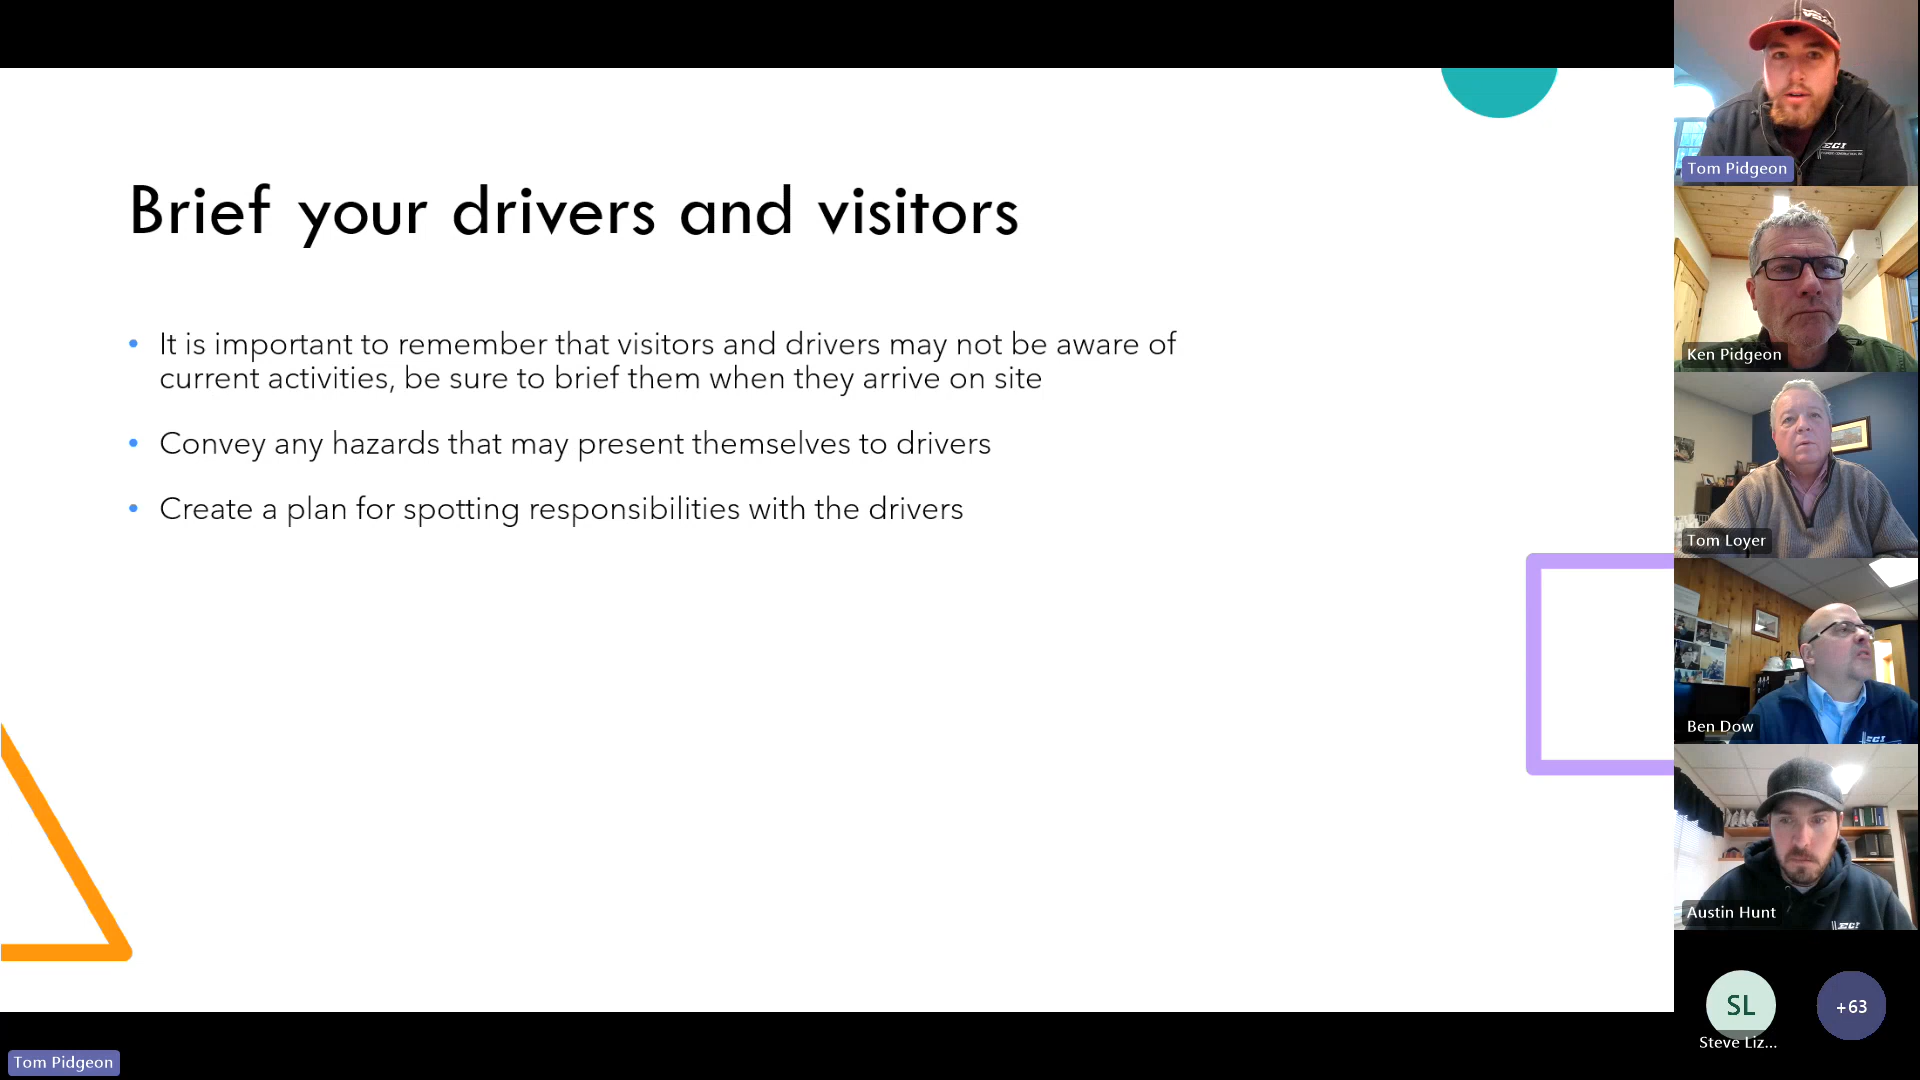 Brief your drivers and visitors
• It is important to remember that visitors and drivers may not be aware of
current activities, be sure to brief them when they arrive on site
• Convey any hazards that may present themselves to drivers
• Create a plan for spotting responsibilities with the drivers
Tom Pidgeon
ECI
Tom Pidgeon
Ken Pidgeon
Tom Loyer
Ben Dow
ECI
Austin Hunt
ECI
SL
+63
Steve Liz...